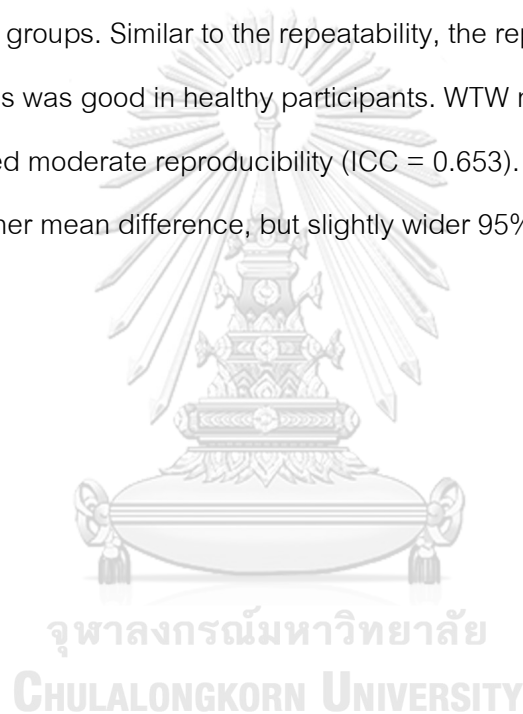 groups. Similar to the repeatability, the rep
s was good in healthy participants. WTW r
ed moderate reproducibility (ICC = 0.653).
her mean difference, but slightly wider 95%
จุฬาลงกรณ์มหาวิทยาลัย
CHULALONGKORN UNIVERSITY